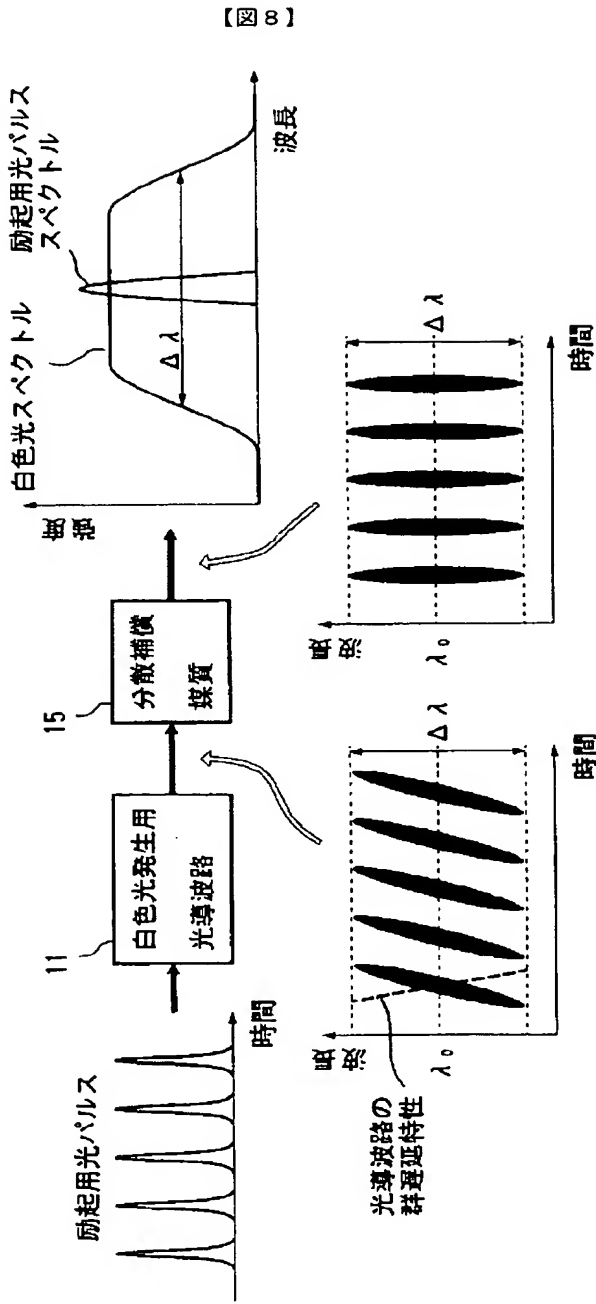 【図8】
励起用光パルス
時間
11
白色光発生用
光導波路
15
分散補償
媒質
強度
白色光スペクトル
励起用光パルス
スペクトル
Δλ
波長
波長
λ0
光導波路の
群遅延特性
Δλ
時間
波長
λ0
Δλ
時間